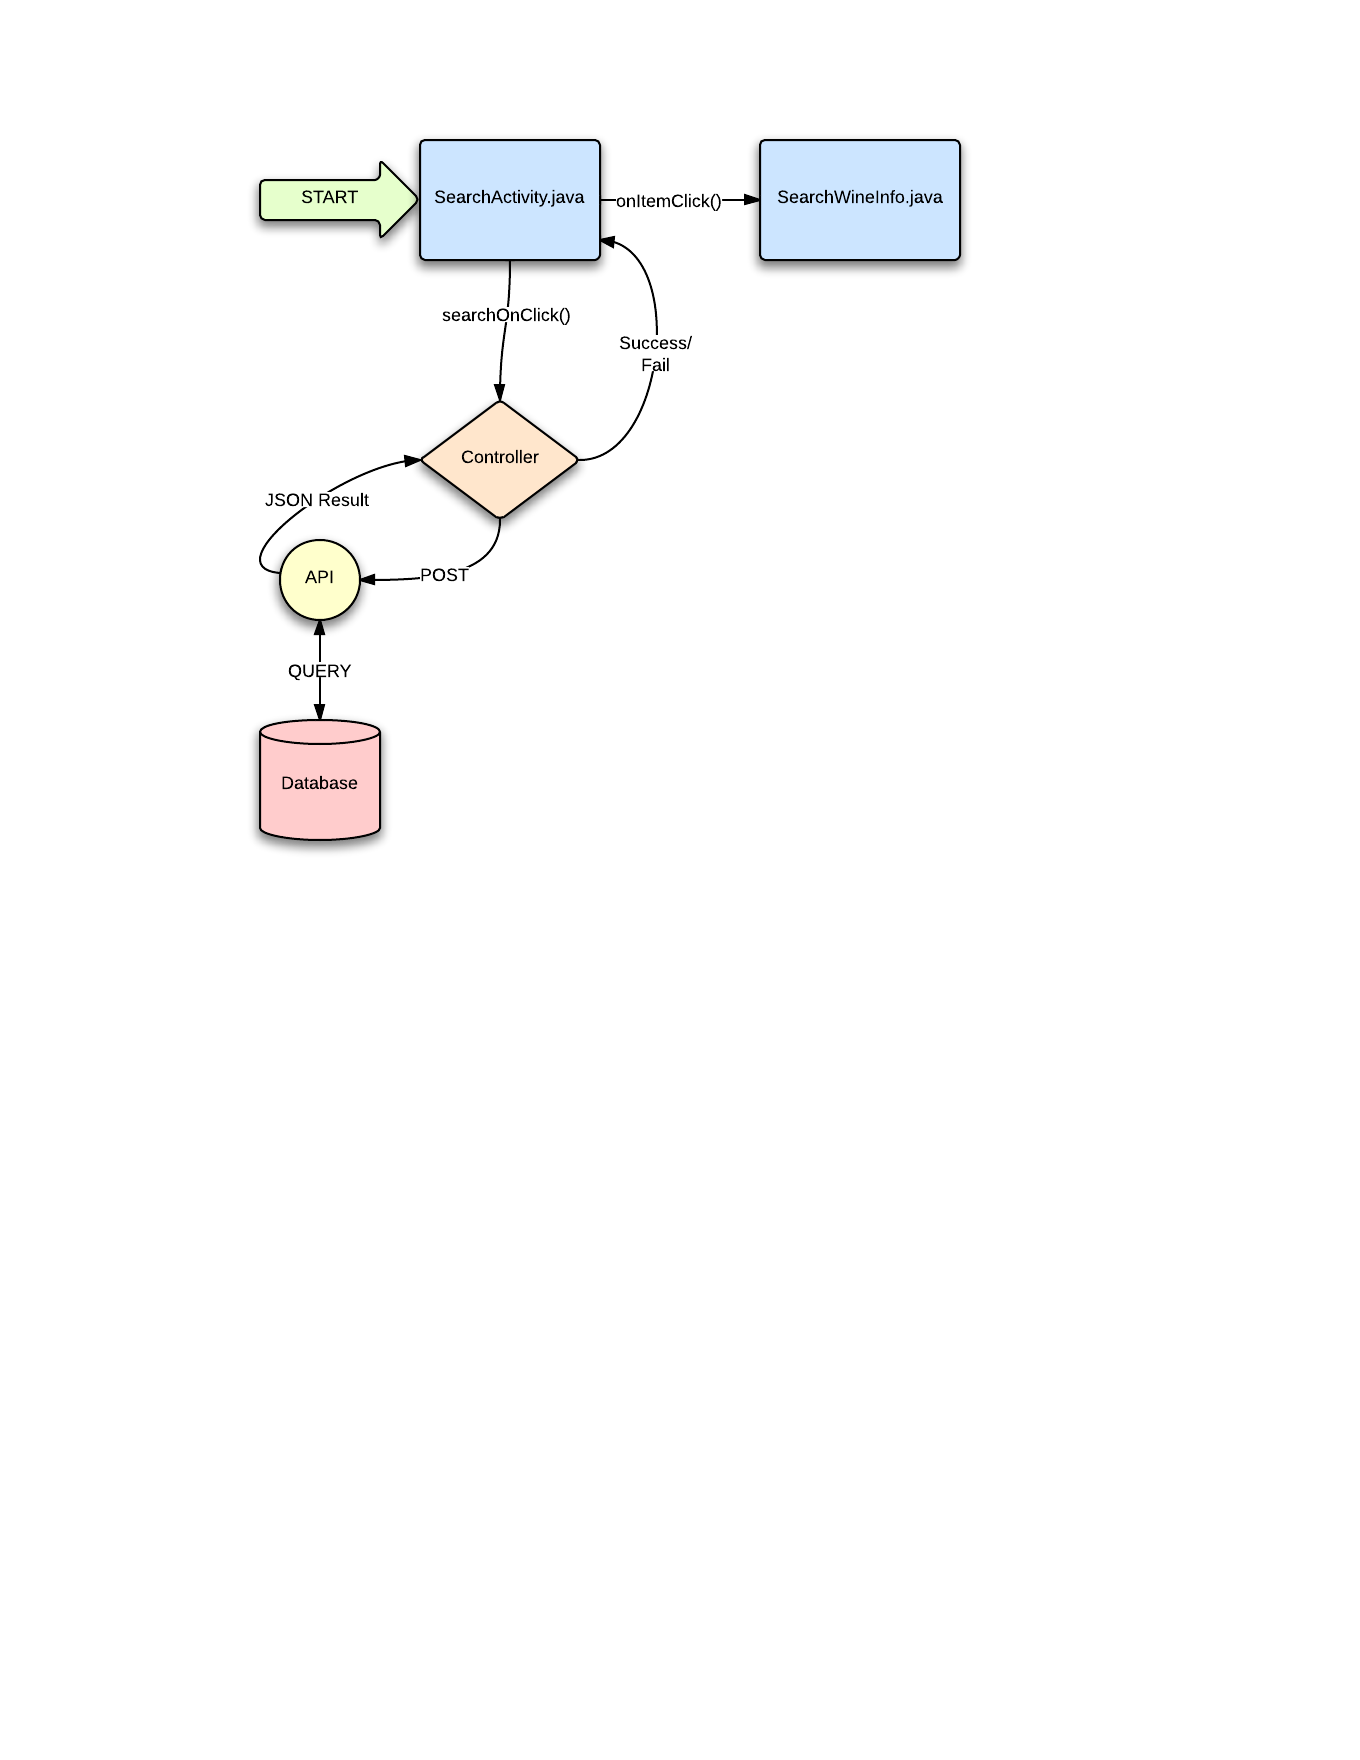 START
SearchActivity.java
onItemClick()
SearchWineInfo.java
searchOnClick()
Success/
Fail
Controller
JSON Result
API
POST
QUERY
Database